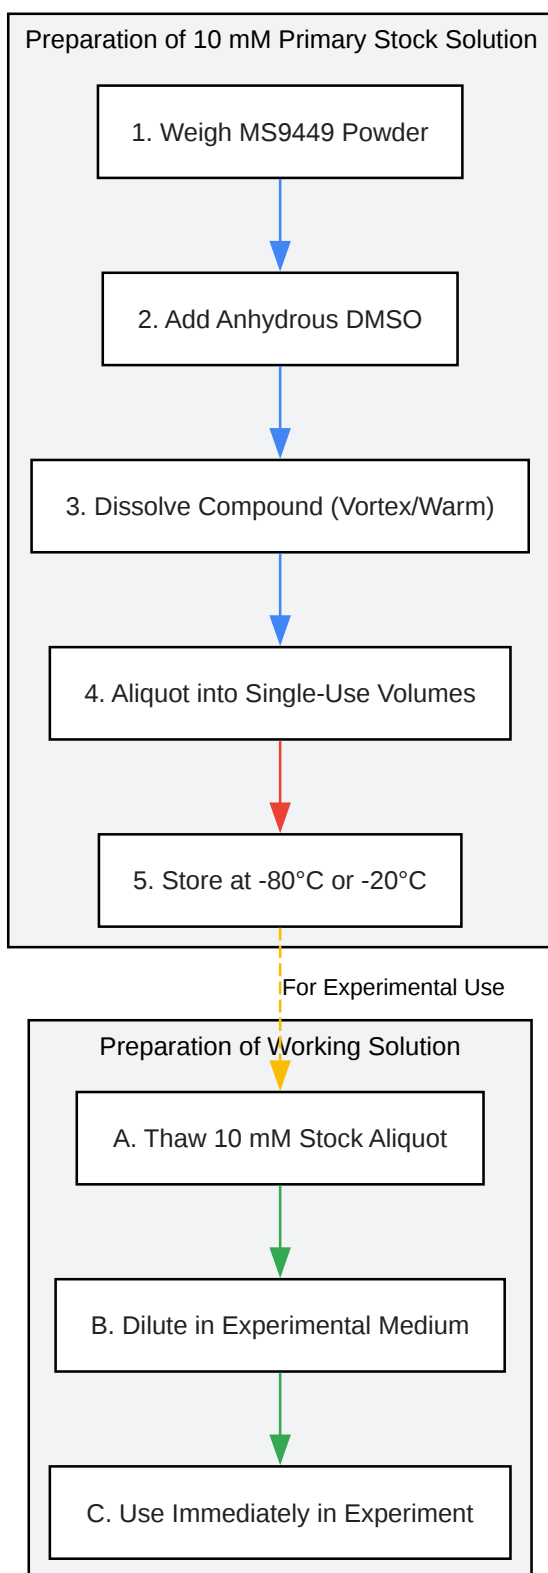 Preparation of 10 mM Primary Stock Solution
1. Weigh MS9449 Powder
2. Add Anhydrous DMSO
3. Dissolve Compound (Vortex/Warm)
4. Aliquot into Single-Use Volumes
5. Store at -80°C or -20°C
For Experimental Use
Preparation of Working Solution
A. Thaw 10 mM Stock Aliquot
B. Dilute in Experimental Medium
C. Use Immediately in Experiment